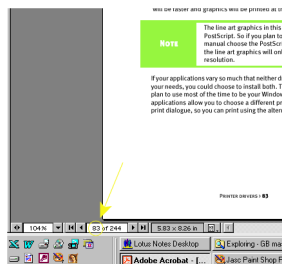 will be faster and graphics will be printed at th
The line art graphics in this
NOTE
PostScript. So if you plan to
manual choose the PostScr
the line art graphics will onl
resolution.
If your applications vary so much that neither d
your needs, you could choose to install both. T
plan to use most of the time to be your Window
applications allow you to choose a different pr
print dialogue, so you can print using the altern
PRINTER DRIVERS • 83
104%
83 of 244
5.83 x 8.26 in
Lotus Notes Desktop
Exploring - GB ma
Adobe Acrobat - [...
Jasc Paint Shop F